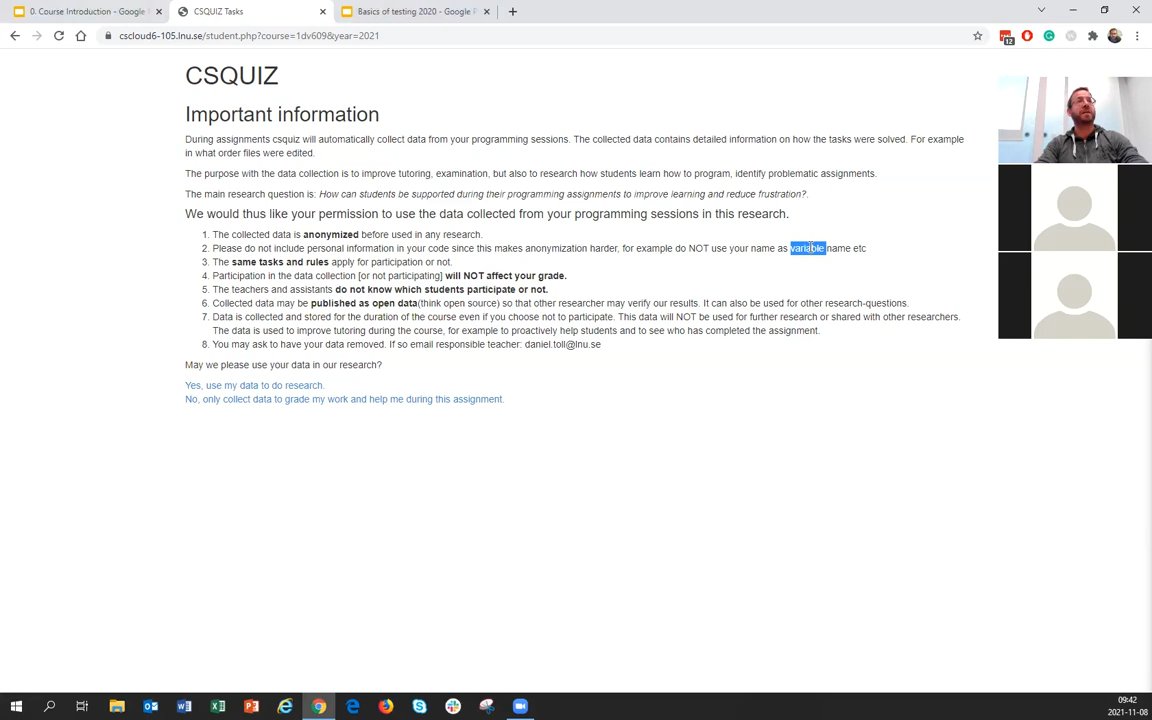 0. Course Introduction - Google
CSQUIZ Tasks
Basics of testing 2020 - Google P
cscloud6-105.lnu.se/student.php?course=1dv609&year=2021
12
CSQUIZ
Important information
During assignments csquiz will automatically collect data from your programming sessions. The collected data contains detailed information on how the tasks were solved. For example
in what order files were edited.
The purpose with the data collection is to improve tutoring, examination, but also to research how students learn how to program, identify problematic assignments.
The main research question is: How can students be supported during their programming assignments to improve learning and reduce frustration?.
We would thus like your permission to use the data collected from your programming sessions in this research.
1. The collected data is anonymized before used in any research.
2. Please do not include personal information in your code since this makes anonymization harder, for example do NOT use your name as variable name etc
3. The same tasks and rules apply for participation or not.
4. Participation in the data collection [or not participating] will NOT affect your grade.
5. The teachers and assistants do not know which students participate or not.
6. Collected data may be published as open data(think open source) so that other researcher may verify our results. It can also be used for other research-questions.
7. Data is collected and stored for the duration of the course even if you choose not to participate. This data will NOT be used for further research or shared with other researchers.
The data is used to improve tutoring during the course, for example to proactively help students and to see who has completed the assignment.
8. You may ask to have your data removed. If so email responsible teacher: daniel.toll@lnu.se
May we please use your data in our research?
Yes, use my data to do research.
No, only collect data to grade my work and help me during this assignment.
09:42
2021-11-08